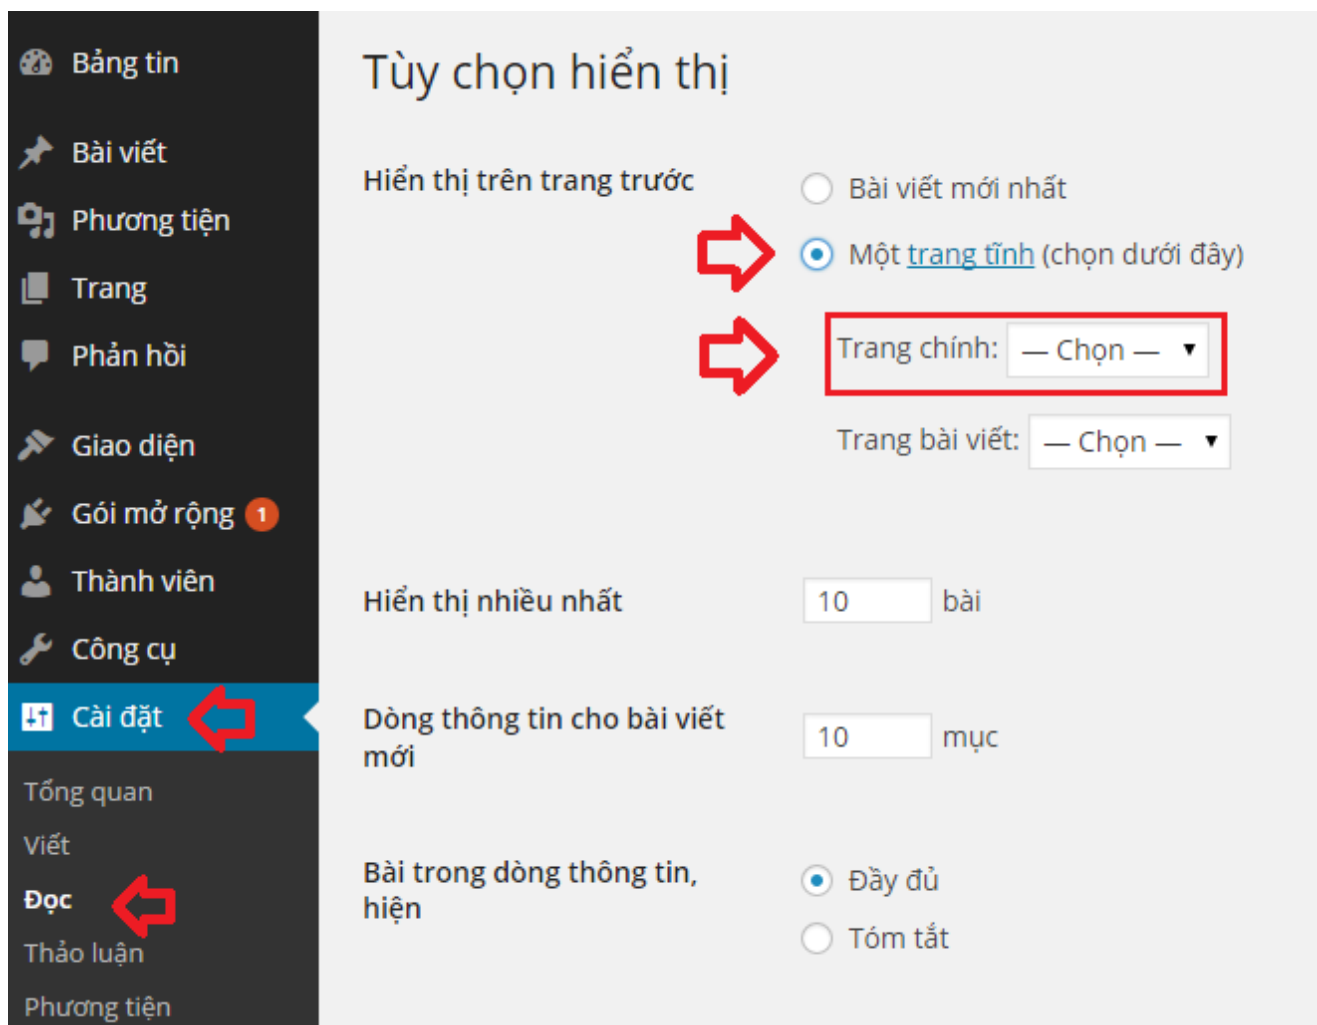 Bảng tin
Bài viết
Phương tiện
Trang
Phản hồi
Giao diện
Gói mở rộng 1
Thành viên
Công cụ
Cài đặt
Tổng quan
Viết
Đọc
Thảo luận
Phương tiện
Tùy chọn hiển thị
Hiển thị trên trang trước
Bài viết mới nhất
Một trang tĩnh (chọn dưới đây)
Trang chính: — Chọn —
Trang bài viết: — Chọn —
Hiển thị nhiều nhất
10 bài
Dòng thông tin cho bài viết
mới
10 mục
Bài trong dòng thông tin,
hiện
Đầy đủ
Tóm tắt